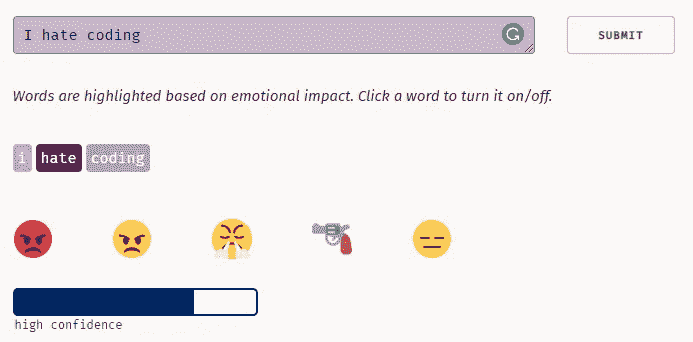 I hate coding
SUBMIT
Words are highlighted based on emotional impact. Click a word to turn it on/off.
i hate coding
high confidence